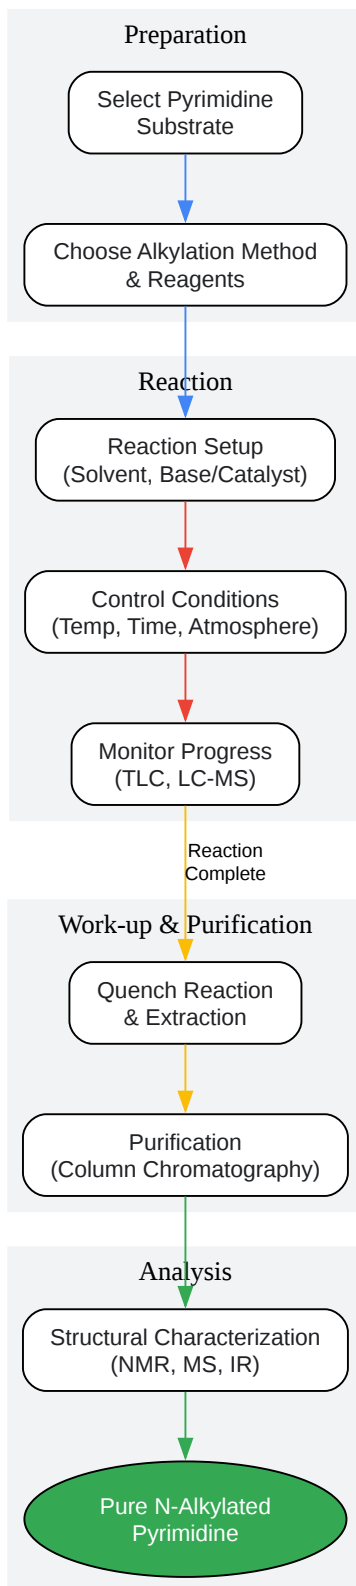 Preparation
Select Pyrimidine
Substrate
Choose Alkylation Method
& Reagents
Reaction
Reaction Setup
(Solvent, Base/Catalyst)
Control Conditions
(Temp, Time, Atmosphere)
Monitor Progress
(TLC, LC-MS)
Reaction
Complete
Work-up & Purification
Quench Reaction
& Extraction
Purification
(Column Chromatography)
Analysis
Structural Characterization
(NMR, MS, IR)
Pure N-Alkylated
Pyrimidine